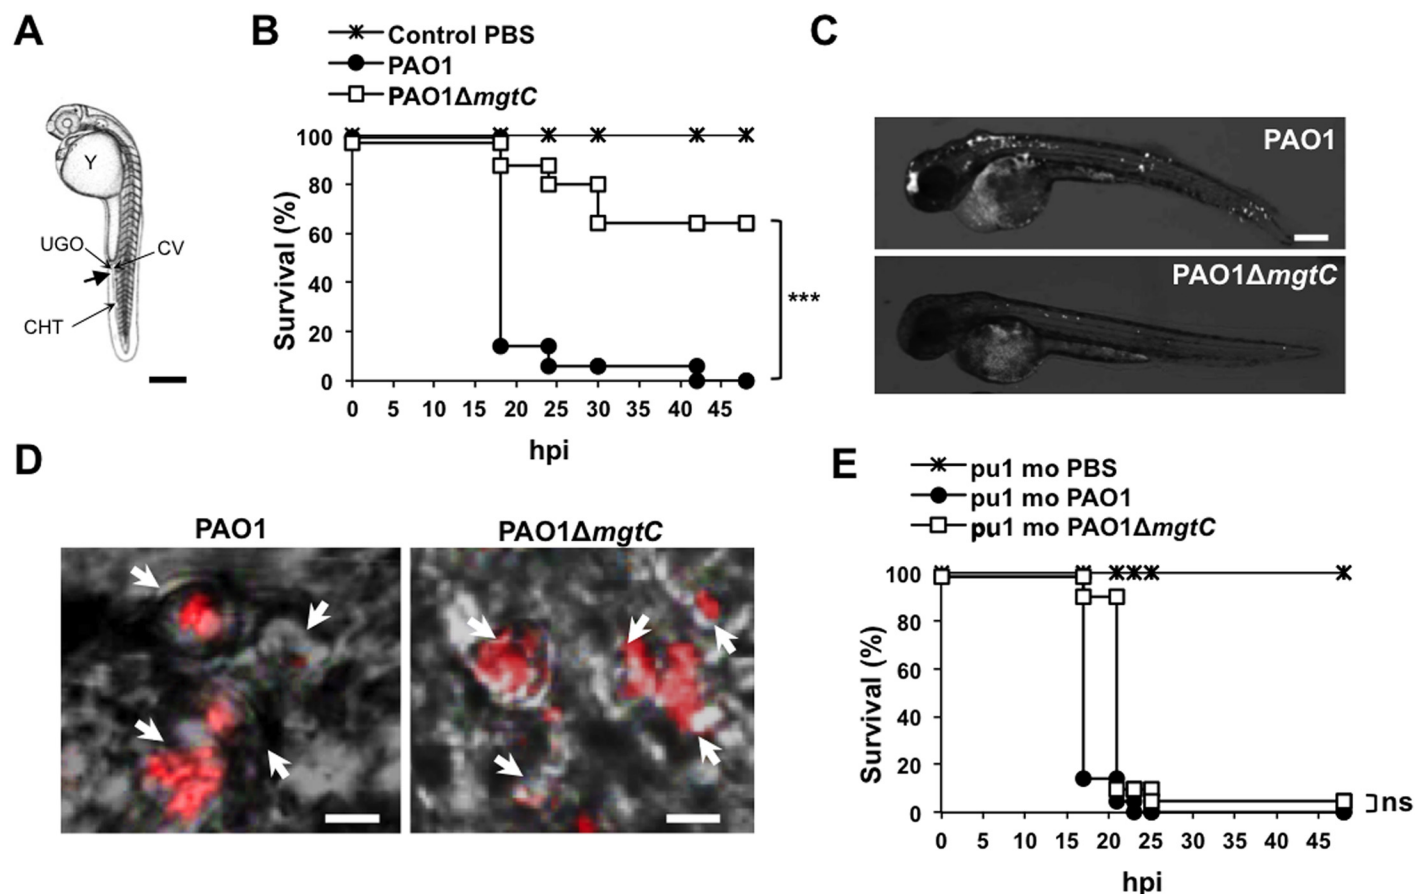 A
Y
UGO
CV
CHT
B
Control PBS
PAO1
PAO1ΔmgtC
Survival (%)
100
80
60
40
20
0
0 5 10 15 20 25 30 35 40 45
hpi
***
C
PAO1
PAO1ΔmgtC
D
PAO1
PAO1ΔmgtC
E
pu1 mo PBS
pu1 mo PAO1
pu1 mo PAO1ΔmgtC
Survival (%)
100
80
60
40
20
0
0 5 10 15 20 25 30 35 40 45
hpi
ns